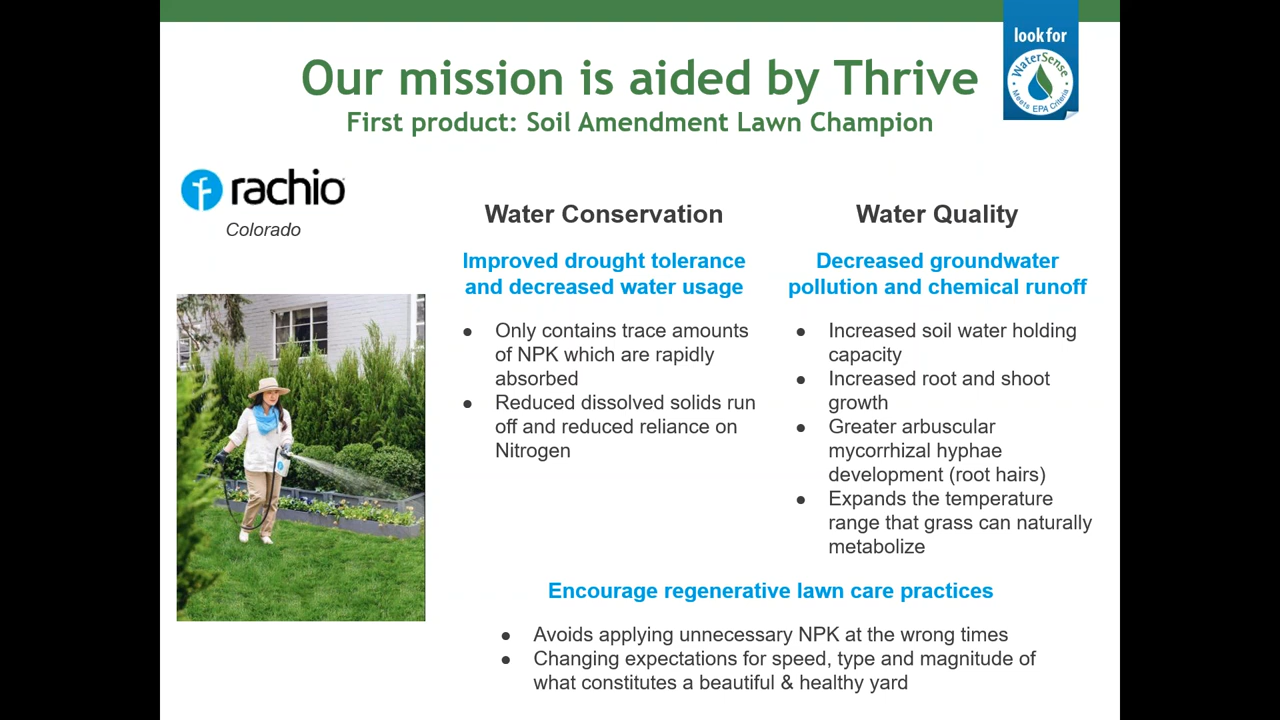 look for
WaterSense
Meets EPA Criteria
Our mission is aided by Thrive
First product: Soil Amendment Lawn Champion
rachio
Colorado
Water Conservation
Improved drought tolerance
and decreased water usage
● Only contains trace amounts
of NPK which are rapidly
absorbed
● Reduced dissolved solids run
off and reduced reliance on
Nitrogen
Water Quality
Decreased groundwater
pollution and chemical runoff
● Increased soil water holding
capacity
● Increased root and shoot
growth
● Greater arbuscular
mycorrhizal hyphae
development (root hairs)
● Expands the temperature
range that grass can naturally
metabolize
Encourage regenerative lawn care practices
● Avoids applying unnecessary NPK at the wrong times
● Changing expectations for speed, type and magnitude of
what constitutes a beautiful & healthy yard